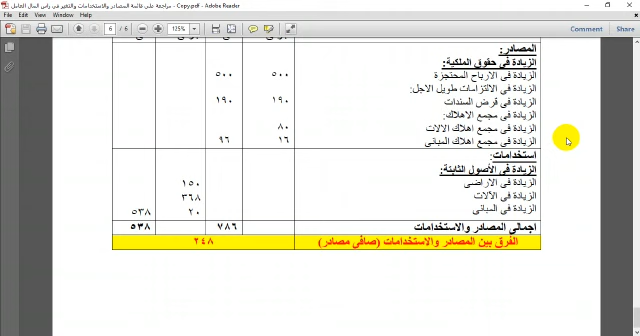 مراجعة على قائمة المصادر والاستخدامات والتغير في راس المال العامل - Copy.pdf - Adobe Reader
File Edit View Window Help
6 / 6 125% Comment Share
المصادر:
الزيادة فى حقوق الملكية:
الزيادة فى الارباح المحتجزة ٥٠٠ ٥٠٠
الزيادة فى الالتزامات طويل الاجل:
الزيادة فى قرض السندات ١٩٠ ١٩٠
الزيادة فى مجمع الاهلاك:
الزيادة فى مجمع اهلاك الالات ٨٠
الزيادة فى مجمع اهلاك المبانى ١٦ ٩٦
استخدامات:
الزيادة فى الأصول الثابتة:
الزيادة فى الاراضى ١٥٠
الزيادة فى الآلات ٣٦٨
الزيادة فى المبانى ٢٠ ٥٣٨
اجمالى المصادر والاستخدامات ٧٨٦ ٥٣٨
الفرق بين المصادر والاستخدامات (صافى مصادر) ٢٤٨